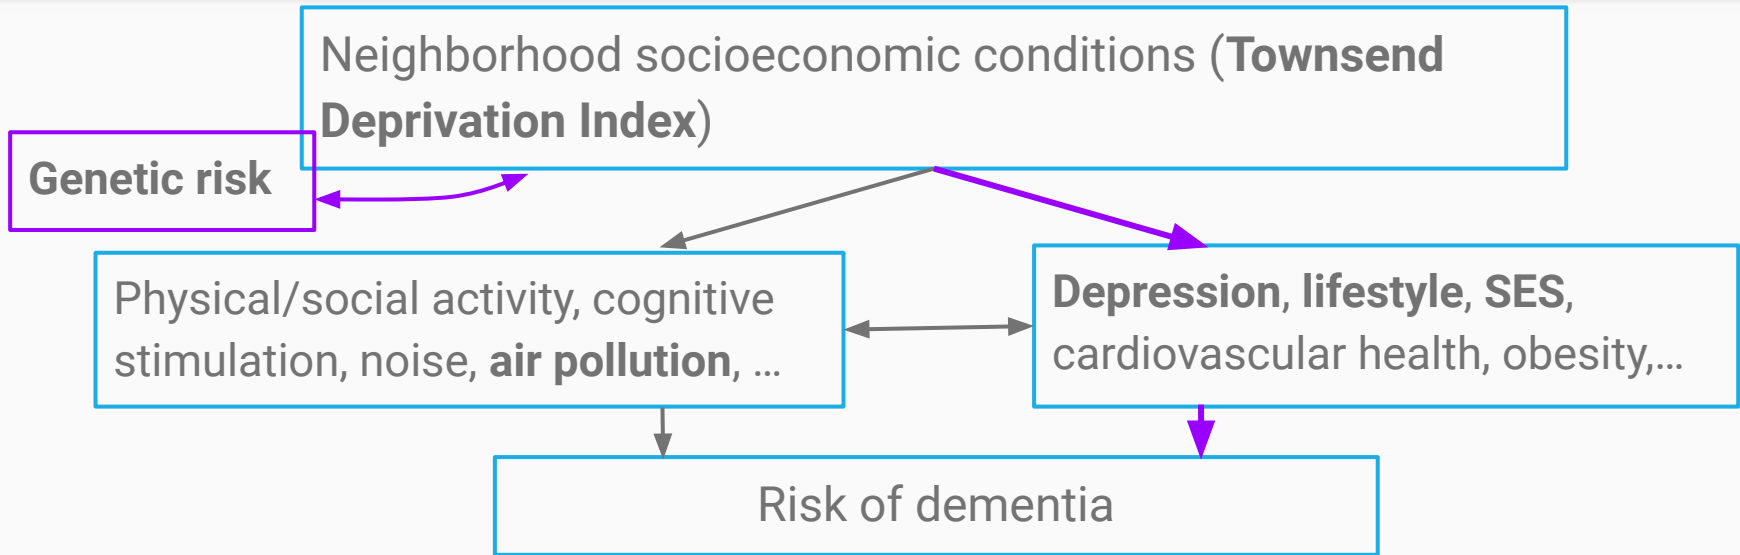 Neighborhood socioeconomic conditions (Townsend
Deprivation Index)
Genetic risk
Physical/social activity, cognitive
stimulation, noise, air pollution, ...
Depression, lifestyle, SES,
cardiovascular health, obesity,...
Risk of dementia